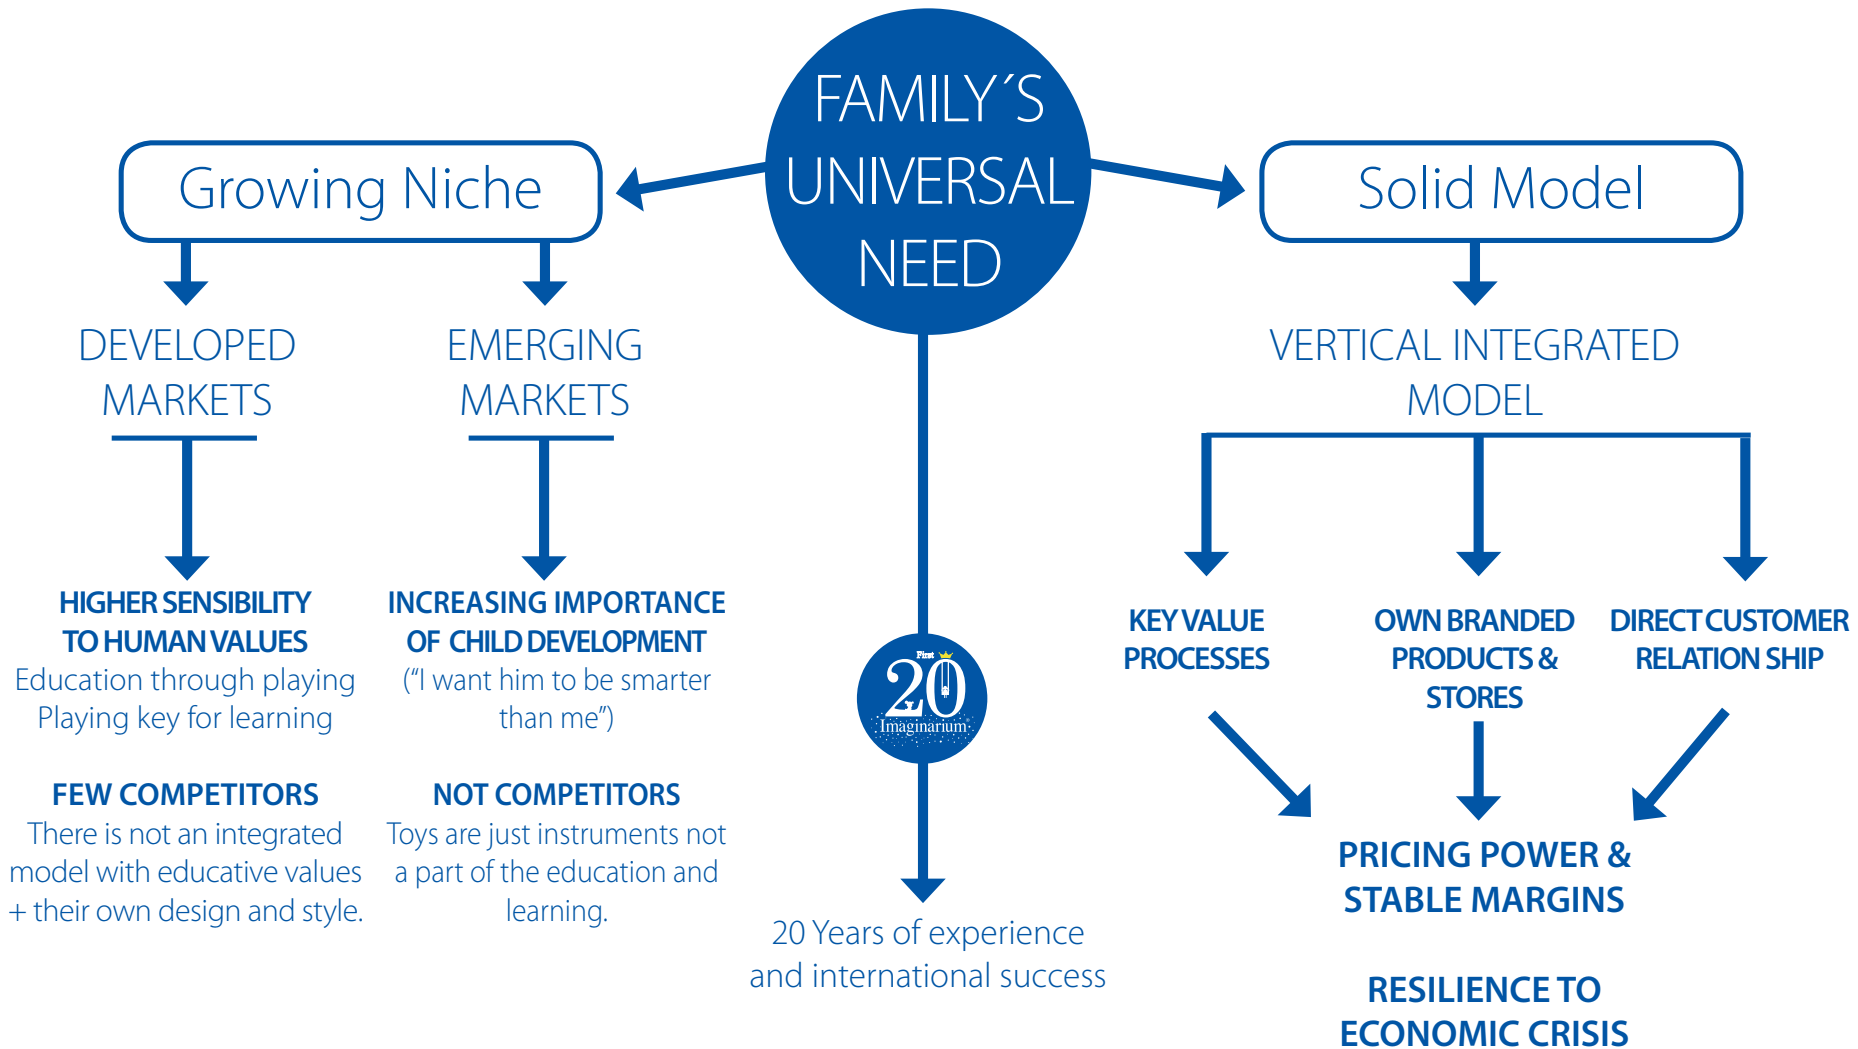 FAMILY´S
UNIVERSAL
NEED
Growing Niche
DEVELOPED
MARKETS
HIGHER SENSIBILITY
TO HUMAN VALUES
Education through playing
Playing key for learning
FEW COMPETITORS
There is not an integrated
model with educative values
+ their own design and style.
EMERGING
MARKETS
INCREASING IMPORTANCE
OF CHILD DEVELOPMENT
(“I want him to be smarter
than me”)
NOT COMPETITORS
Toys are just instruments not
a part of the education and
learning.
First
20
Imaginarium®
20 Years of experience
and international success
Solid Model
VERTICAL INTEGRATED
MODEL
KEY VALUE
PROCESSES
OWN BRANDED
PRODUCTS &
STORES
DIRECT CUSTOMER
RELATION SHIP
PRICING POWER &
STABLE MARGINS
RESILIENCE TO
ECONOMIC CRISIS